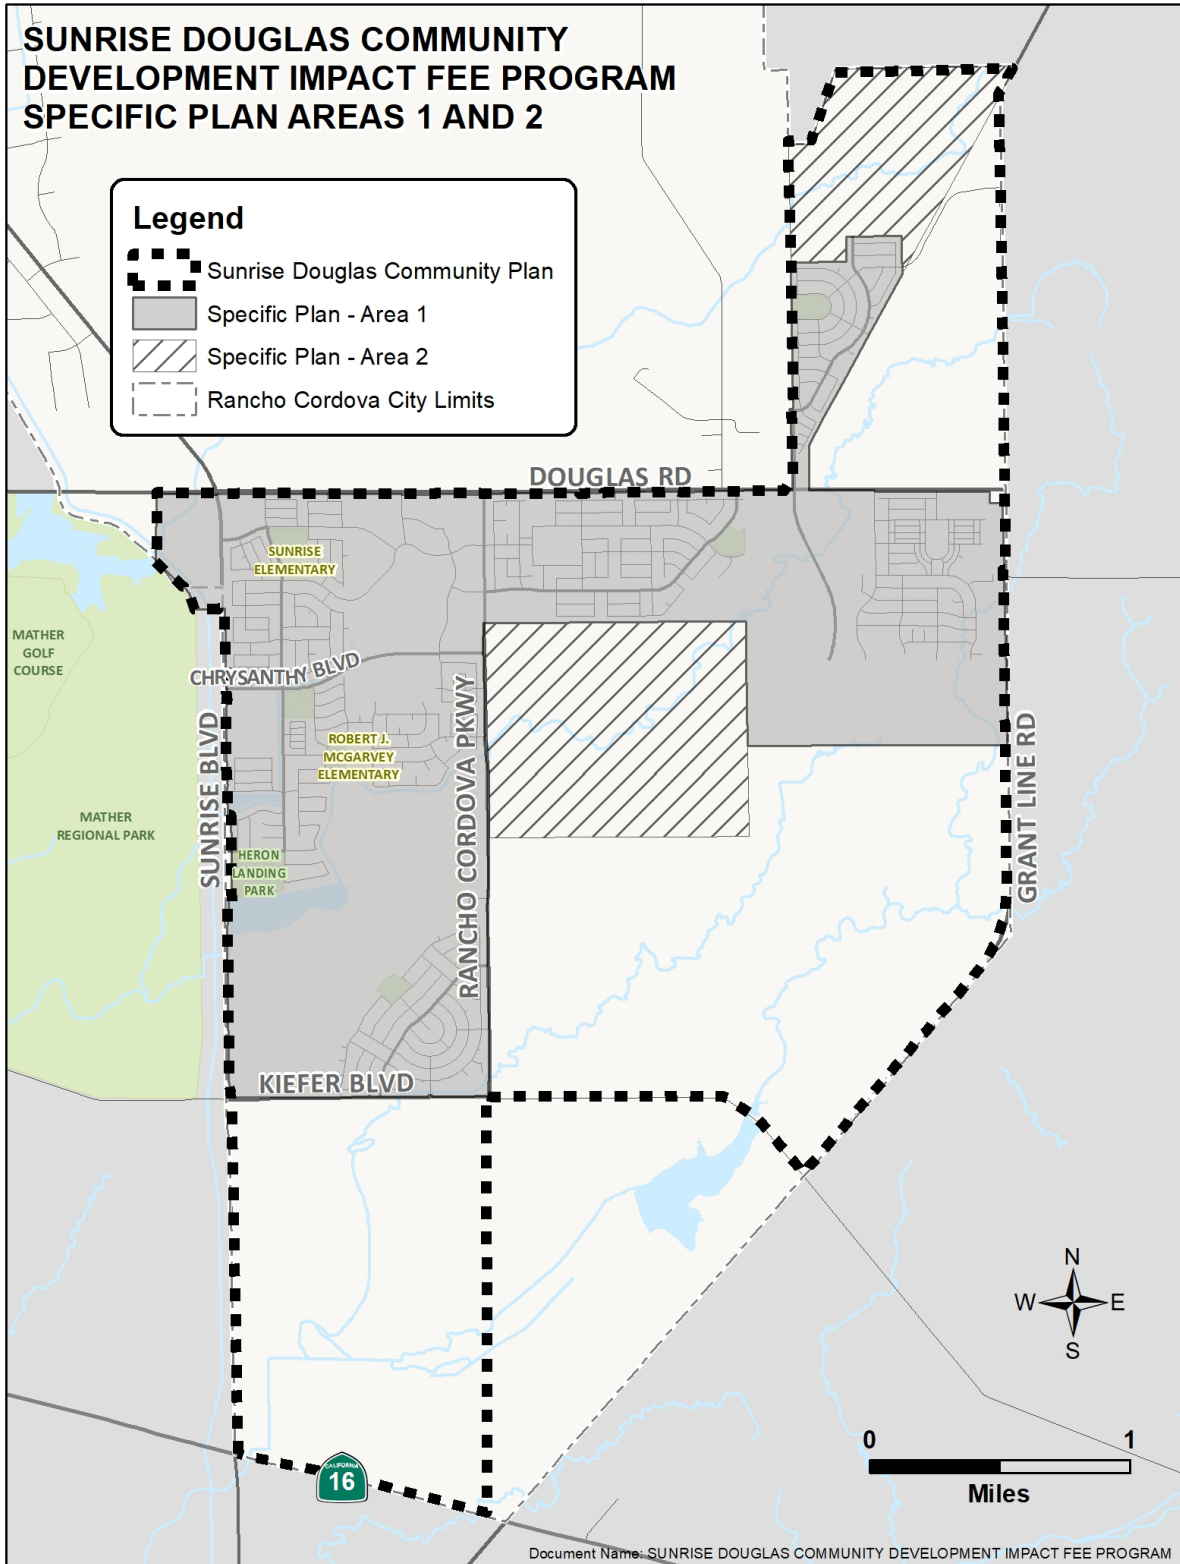 SUNRISE DOUGLAS COMMUNITY
DEVELOPMENT IMPACT FEE PROGRAM
SPECIFIC PLAN AREAS 1 AND 2
Legend
Sunrise Douglas Community Plan
Specific Plan - Area 1
Specific Plan - Area 2
Rancho Cordova City Limits
DOUGLAS RD
SUNRISE
ELEMENTARY
MATHER
GOLF
COURSE
CHRYSANTHY BLVD
SUNRISE BLVD
ROBERT J.
MCGARVEY
ELEMENTARY
RANCHO CORDOVA PKWY
GRANT LINE RD
MATHER
REGIONAL PARK
HERON
LANDING
PARK
KIEFER BLVD
N
W
E
S
0
1
Miles
CALIFORNIA
16
Document Name: SUNRISE DOUGLAS COMMUNITY DEVELOPMENT IMPACT FEE PROGRAM